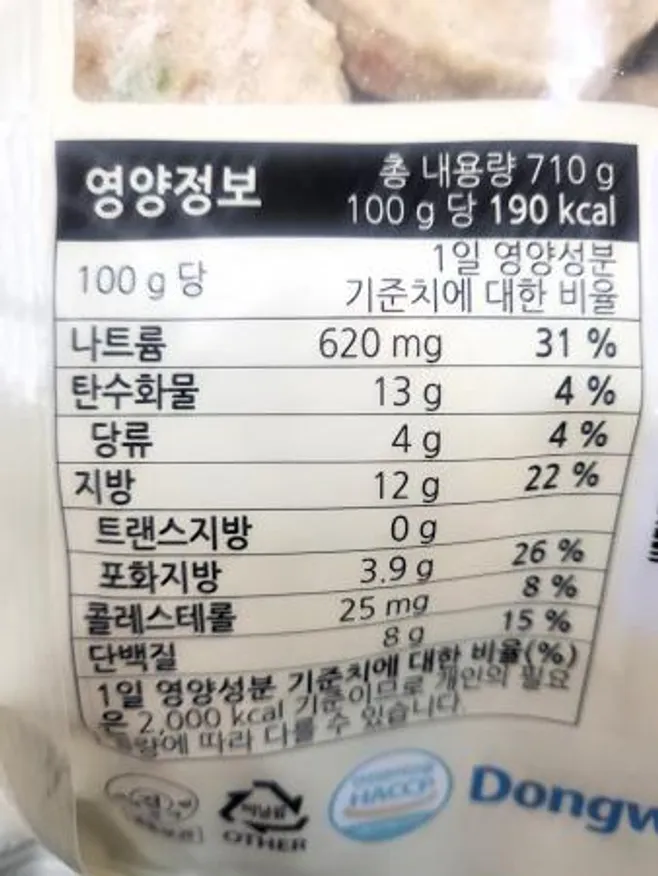 영양정보
총 내용량 710 g
100 g 당 190 kcal
100 g 당
1일 영양성분
기준치에 대한 비율
나트륨 620 mg 31 %
탄수화물 13 g 4 %
당류 4 g 4 %
지방 12 g 22 %
트랜스지방 0 g
포화지방 3.9 g 26 %
콜레스테롤 25 mg 8 %
단백질 8 g 15 %
1일 영양성분 기준치에 대한 비율(%)
은 2,000 kcal 기준이므로 개인의 필요
에 따라 다를 수 있습니다.
비닐류
OTHER
HACCP
Dongw